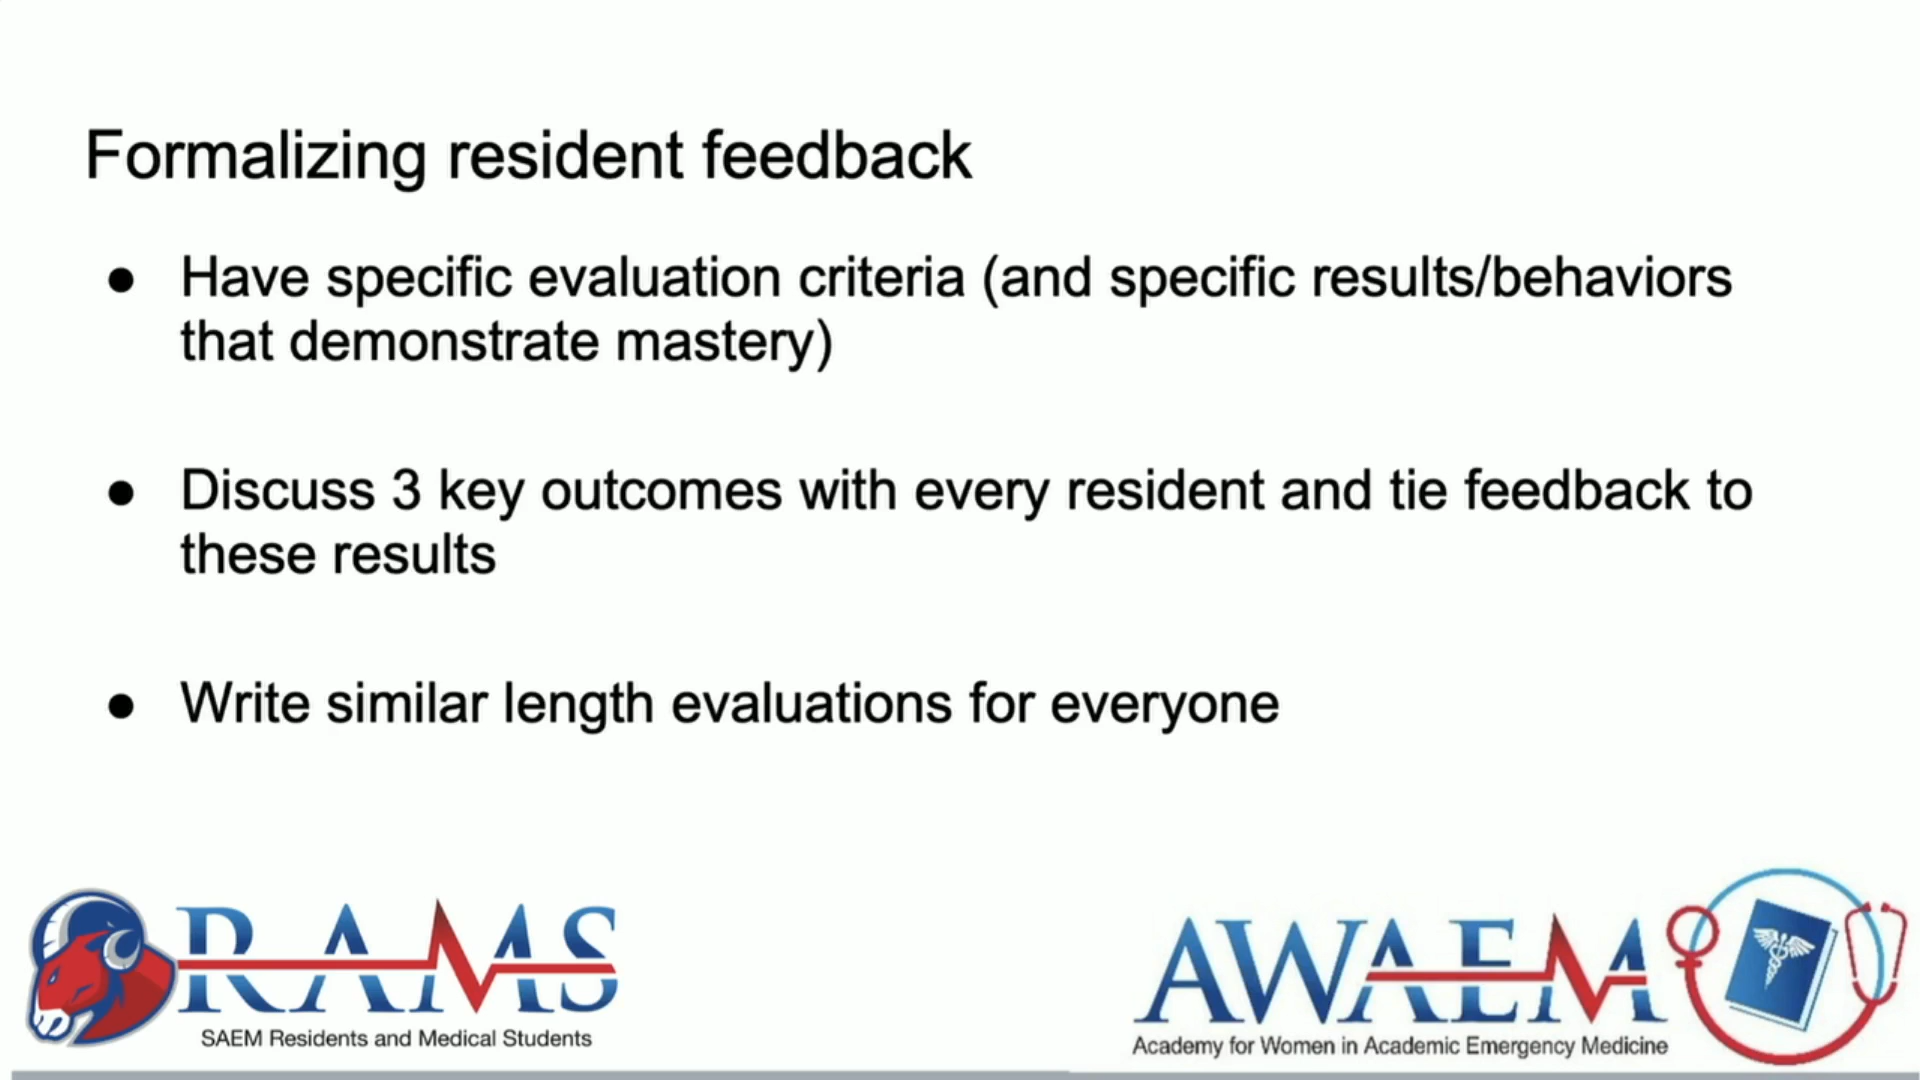 Formalizing resident feedback
● Have specific evaluation criteria (and specific results/behaviors
that demonstrate mastery)
● Discuss 3 key outcomes with every resident and tie feedback to
these results
● Write similar length evaluations for everyone
RAMS
SAEM Residents and Medical Students
AWAEM
Academy for Women in Academic Emergency Medicine